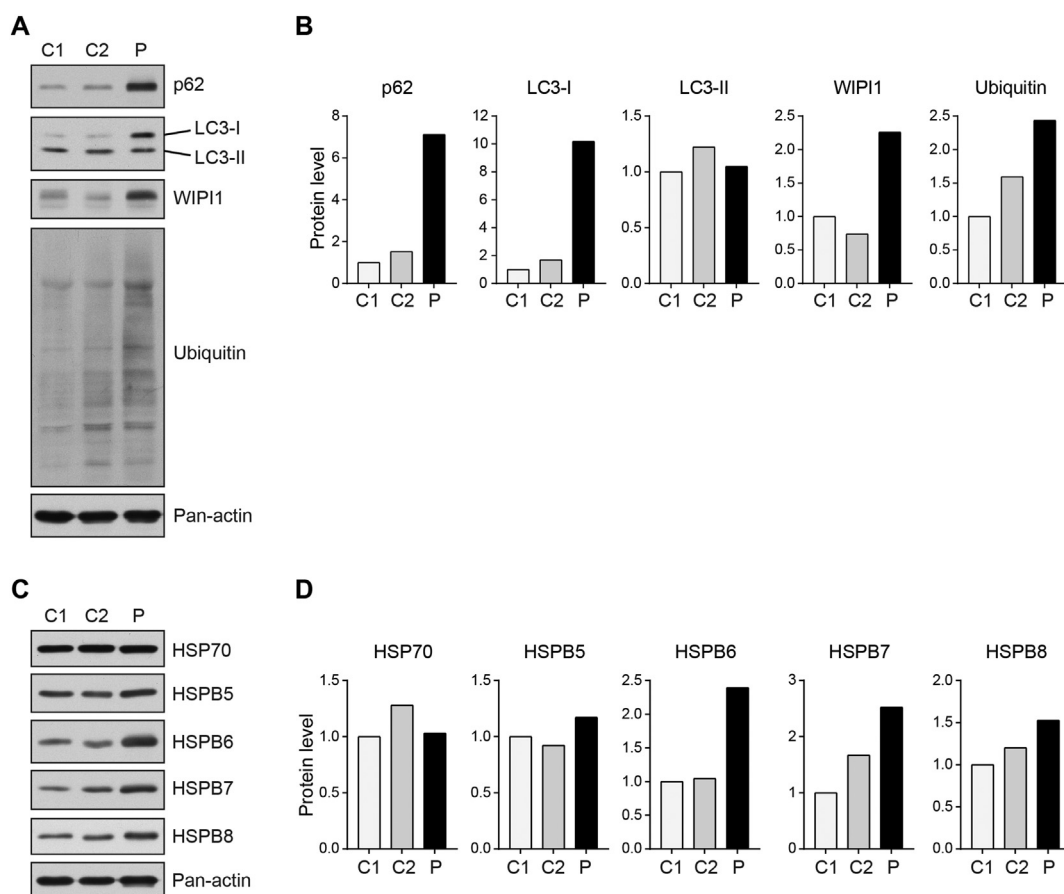 A
C1 C2 P
p62
LC3-I
LC3-II
WIPI1
Ubiquitin
Pan-actin
B
p62 LC3-I LC3-II WIPI1 Ubiquitin
Protein level
8
6
4
2
0
C1 C2 P
12
10
8
6
4
2
0
C1 C2 P
1.5
1.0
0.5
0.0
C1 C2 P
2.5
2.0
1.5
1.0
0.5
0.0
C1 C2 P
2.5
2.0
1.5
1.0
0.5
0.0
C1 C2 P
C
C1 C2 P
HSP70
HSPB5
HSPB6
HSPB7
HSPB8
Pan-actin
D
HSP70 HSPB5 HSPB6 HSPB7 HSPB8
Protein level
1.5
1.0
0.5
0.0
C1 C2 P
1.5
1.0
0.5
0.0
C1 C2 P
2.5
2.0
1.5
1.0
0.5
0.0
C1 C2 P
3
2
1
0
C1 C2 P
2.0
1.5
1.0
0.5
0.0
C1 C2 P